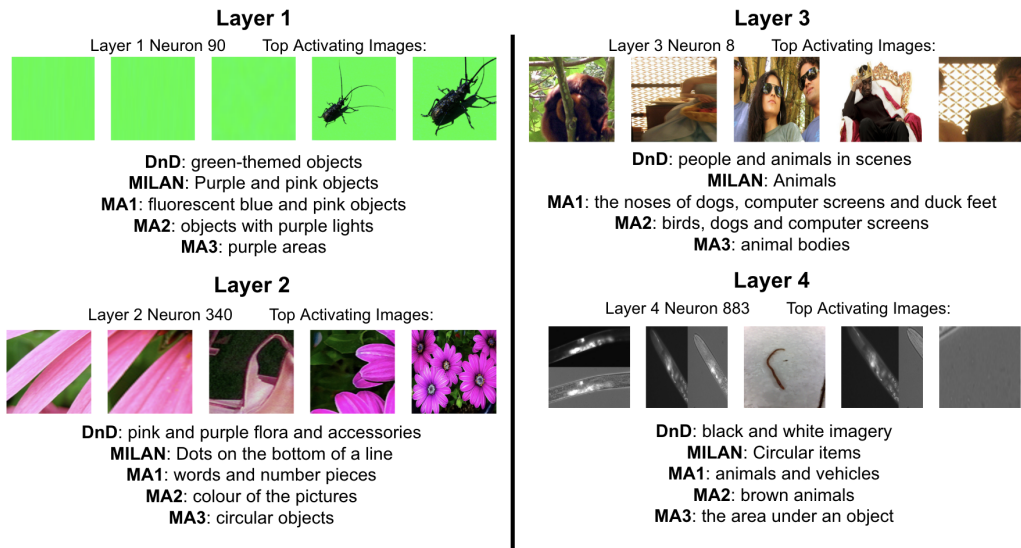 Layer 1
Layer 1 Neuron 90 Top Activating Images:
DnD: green-themed objects
MILAN: Purple and pink objects
MA1: fluorescent blue and pink objects
MA2: objects with purple lights
MA3: purple areas
Layer 2
Layer 2 Neuron 340 Top Activating Images:
DnD: pink and purple flora and accessories
MILAN: Dots on the bottom of a line
MA1: words and number pieces
MA2: colour of the pictures
MA3: circular objects
Layer 3
Layer 3 Neuron 8 Top Activating Images:
DnD: people and animals in scenes
MILAN: Animals
MA1: the noses of dogs, computer screens and duck feet
MA2: birds, dogs and computer screens
MA3: animal bodies
Layer 4
Layer 4 Neuron 883 Top Activating Images:
DnD: black and white imagery
MILAN: Circular items
MA1: animals and vehicles
MA2: brown animals
MA3: the area under an object